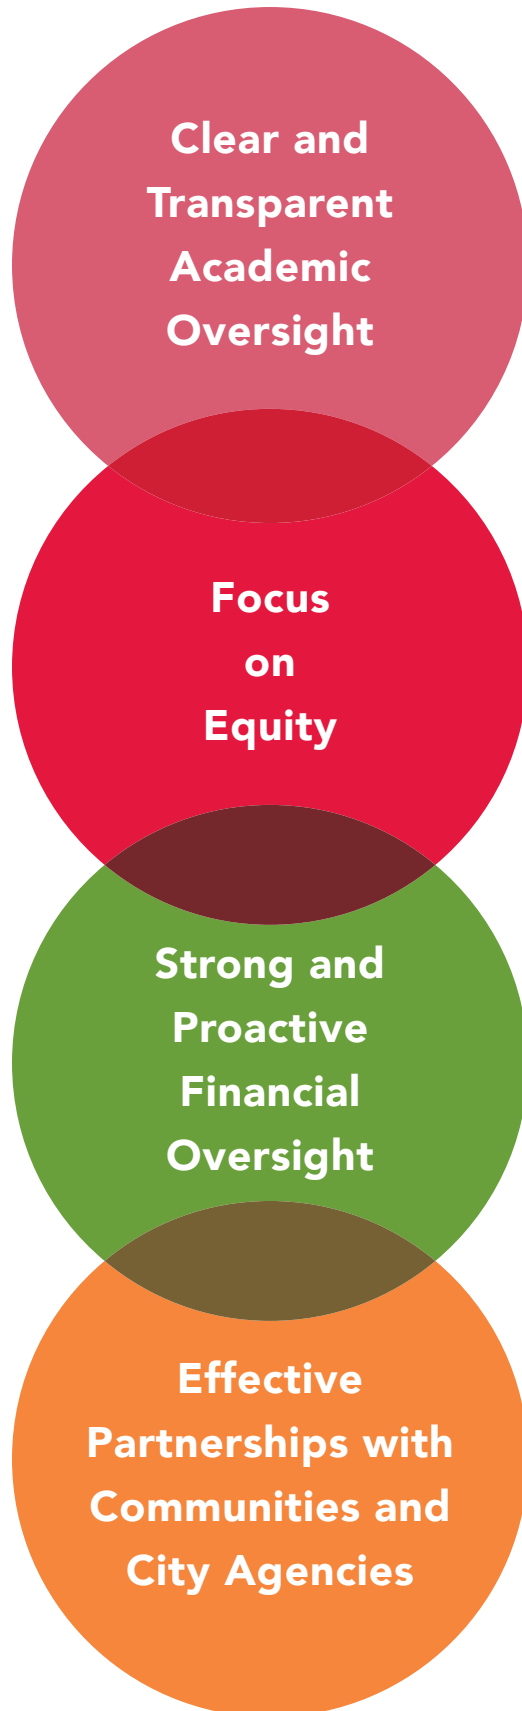 Clear and
Transparent
Academic
Oversight
Focus
on
Equity
Strong and
Proactive
Financial
Oversight
Effective
Partnerships with
Communities and
City Agencies